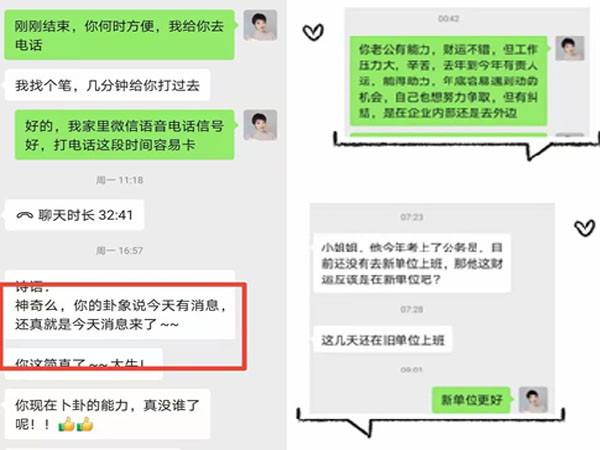 刚刚结束，你何时方便，我给你去
电话
我找个笔，几分钟给你打过去
好的，我家里微信语音电话信号
好，打电话这段时间容易卡
周一 11:18
聊天时长 32:41
周一 16:57
诗语：
神奇么，你的卦象说今天有消息，
还真就是今天消息来了~~
你这简直了~~大牛！
你现在卜卦的能力，真没谁了
呢！！👍👍
00:42
你老公有能力，财运不错，但工作
压力大，辛苦，去年到今年有贵人
运，能得助力，年底容易遇到动的
机会，自己也想努力争取，但有纠
结，是在企业内部还是去外边
07:23
小姐姐，他今年考上了公务员，目
前还没有去新单位上班，那他这财
运反该是在新单位吧？
07:28
这几天还在旧单位上班
09:01
新单位更好